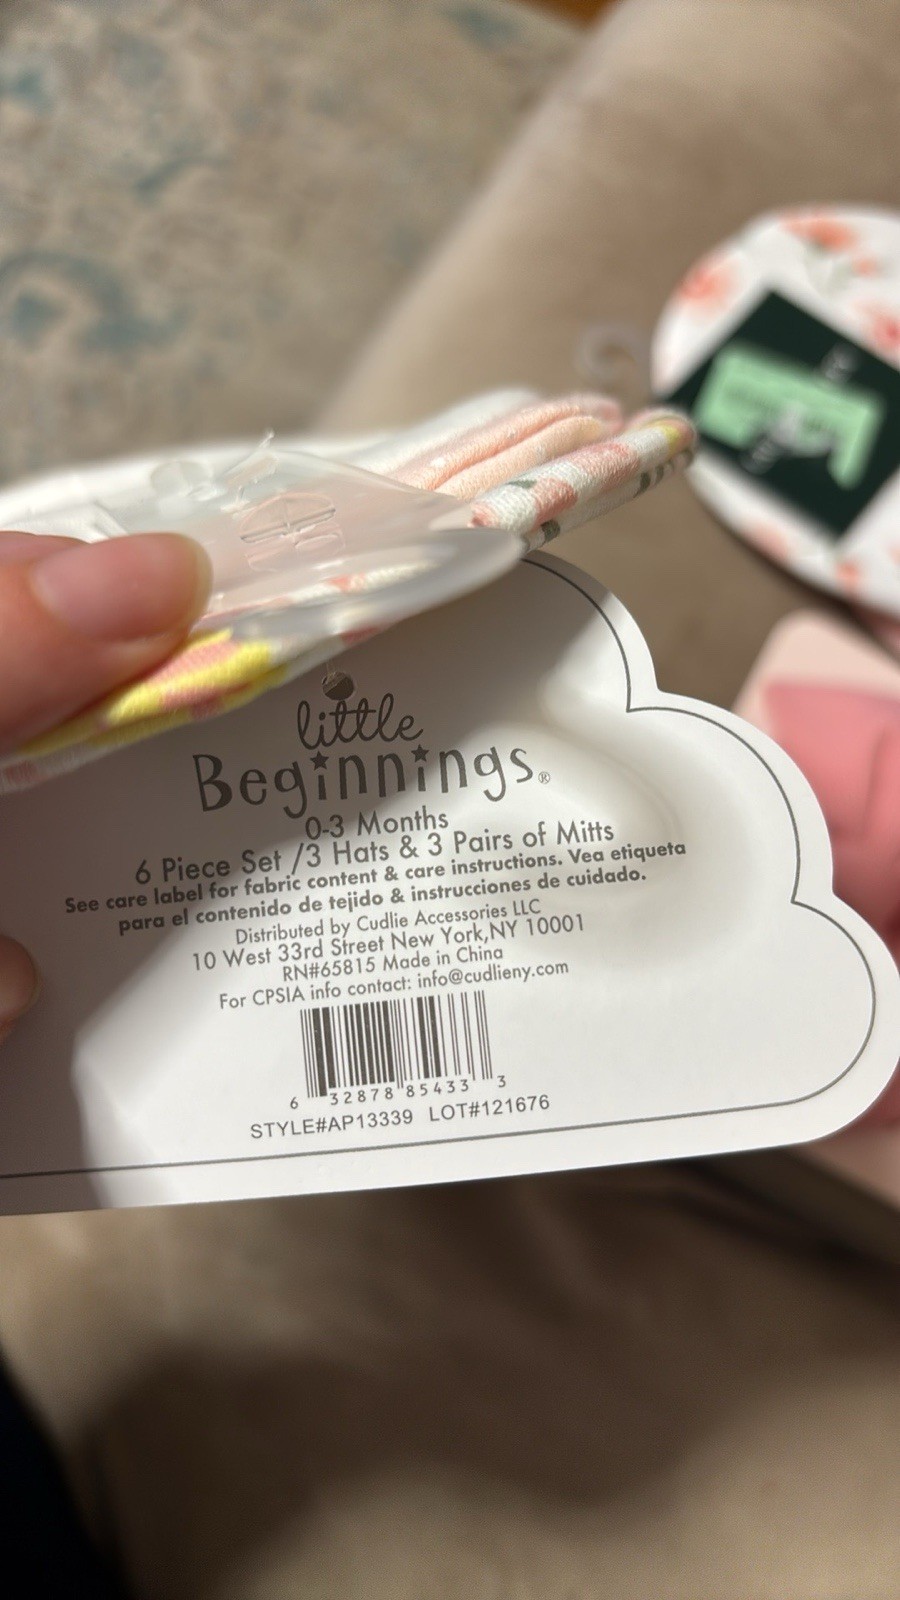 little
Beginnings®
0-3 Months
6 Piece Set /3 Hats & 3 Pairs of Mitts
See care label for fabric content & care instructions. Vea etiqueta
para el contenido de tejido & instrucciones de cuidado.
Distributed by Cudlie Accessories LLC
10 West 33rd Street New York,NY 10001
RN#65815 Made in China
For CPSIA info contact: info@cudlieny.com
6 32878 85433 3
STYLE#AP13339 LOT#121676